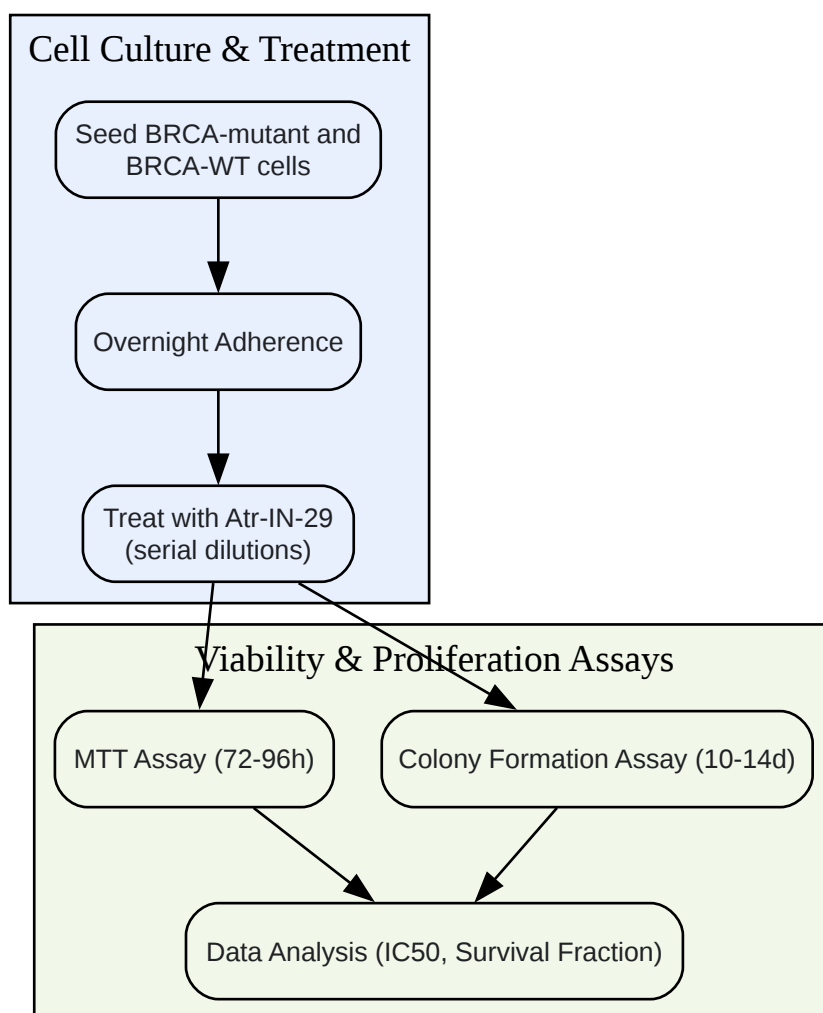 Cell Culture & Treatment
Seed BRCA-mutant and
BRCA-WT cells
Overnight Adherence
Treat with Atr-IN-29
(serial dilutions)
Viability & Proliferation Assays
MTT Assay (72-96h)
Colony Formation Assay (10-14d)
Data Analysis (IC50, Survival Fraction)